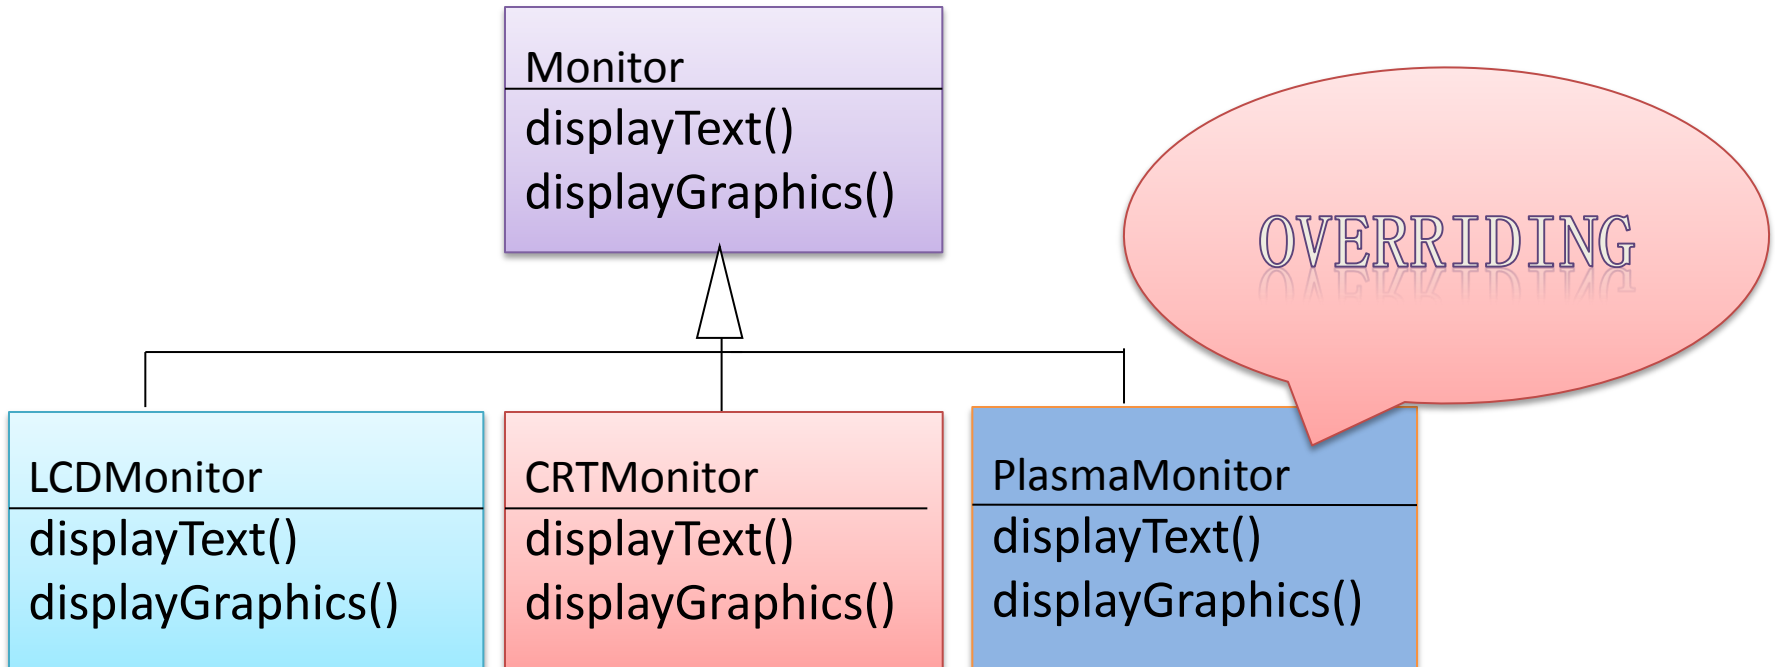 Monitor
displayText()
displayGraphics()
OVERRIDING
LCDMonitor
displayText()
displayGraphics()
CRTMonitor
displayText()
displayGraphics()
PlasmaMonitor
displayText()
displayGraphics()